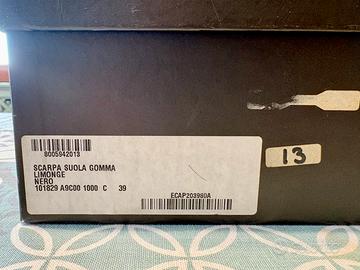 8005942013
SCARPA SUOLA GOMMA
LIMONGE
NERO
101829 A9C00 1000 C 39
ECAP203980A
13